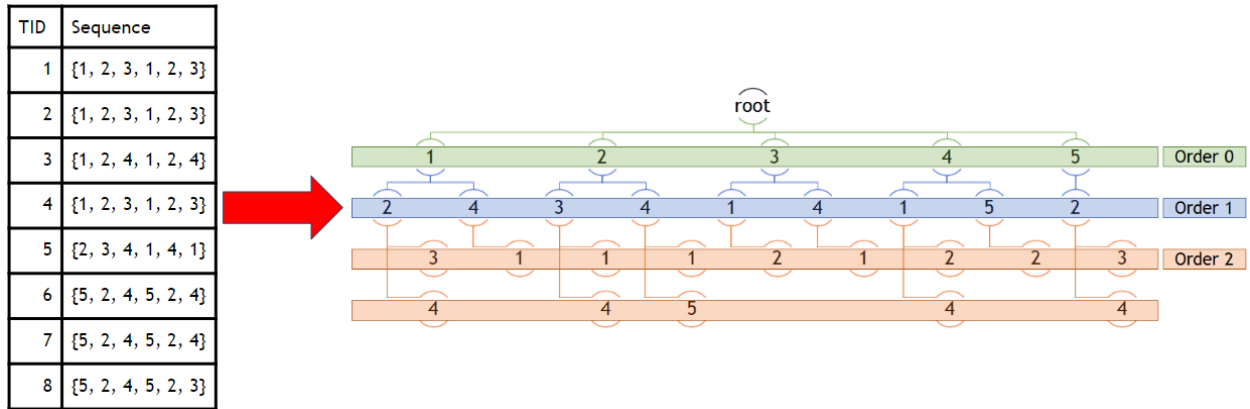 TID Sequence
1 {1, 2, 3, 1, 2, 3}
2 {1, 2, 3, 1, 2, 3}
3 {1, 2, 4, 1, 2, 4}
4 {1, 2, 3, 1, 2, 3}
5 {2, 3, 4, 1, 4, 1}
6 {5, 2, 4, 5, 2, 4}
7 {5, 2, 4, 5, 2, 4}
8 {5, 2, 4, 5, 2, 3}
root
1 2 3 4 5 Order 0
2 4 3 4 1 4 1 5 2 Order 1
3 1 1 1 2 1 2 2 3 Order 2
4 4 5 4 4